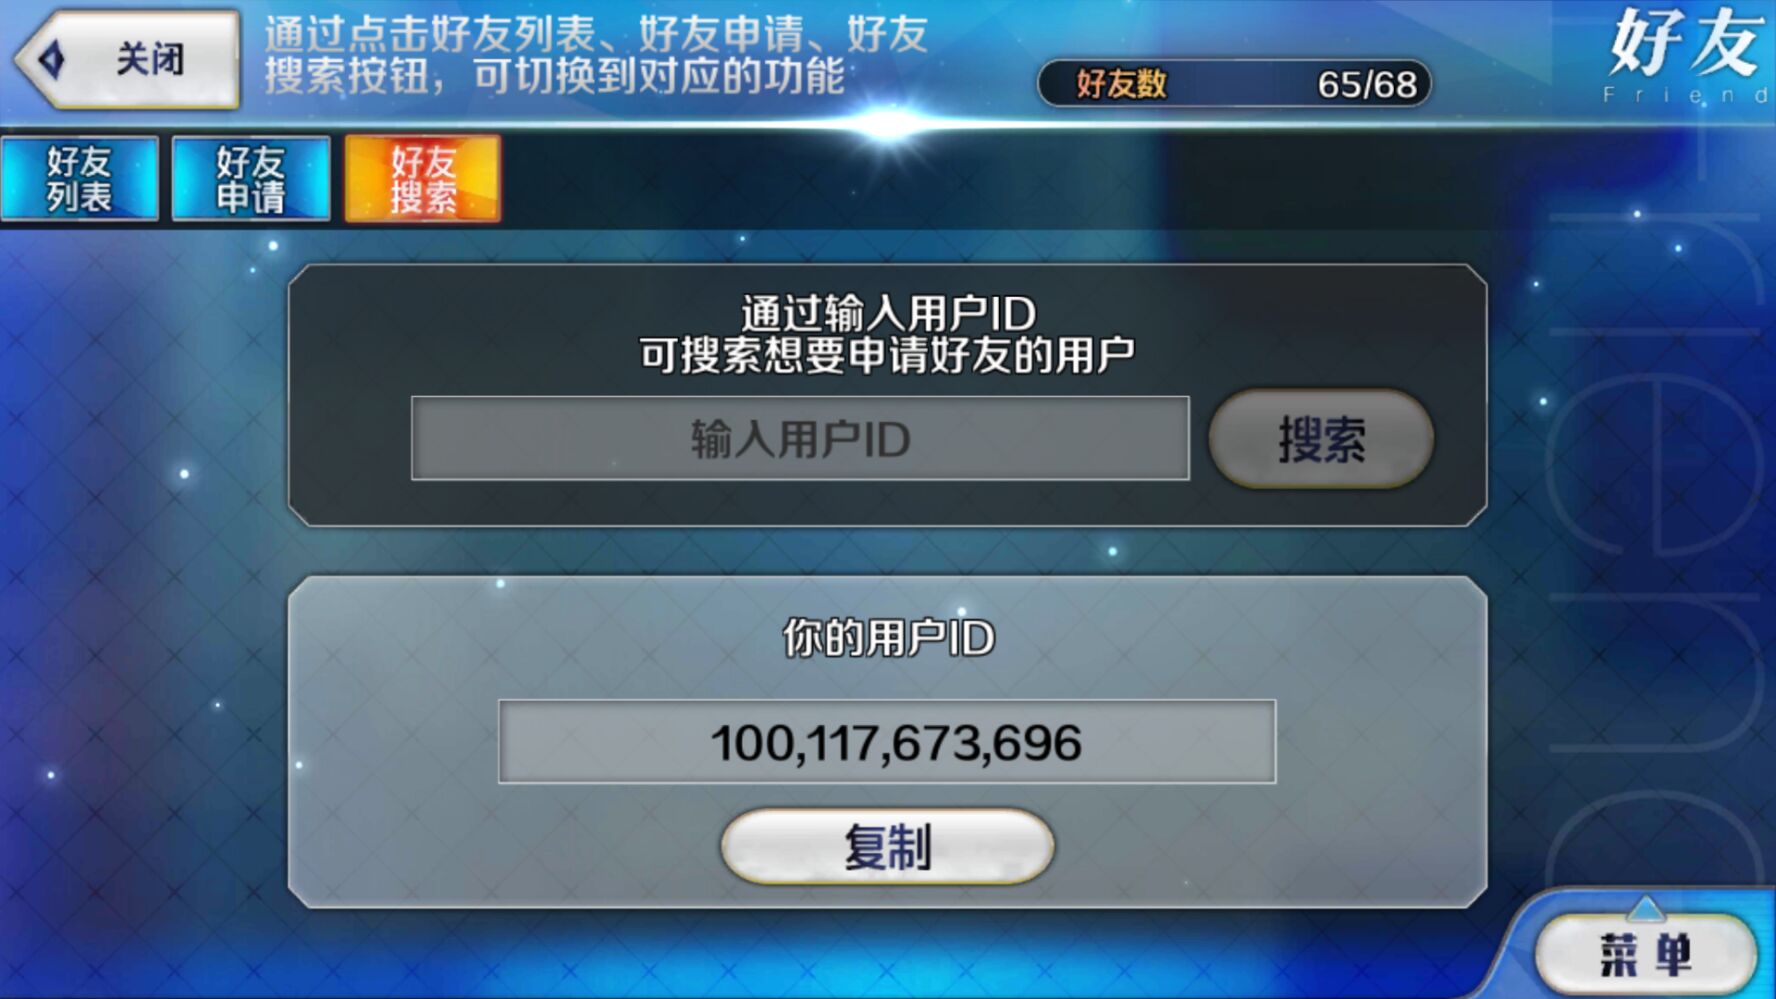 关闭
通过点击好友列表、好友申请、好友
搜索按钮，可切换到对应的功能
好友数 65/68
好友
Friend
好友
列表
好友
申请
好友
搜索
通过输入用户ID
可搜索想要申请好友的用户
输入用户ID
搜索
你的用户ID
100,117,673,696
复制
菜单
Friend